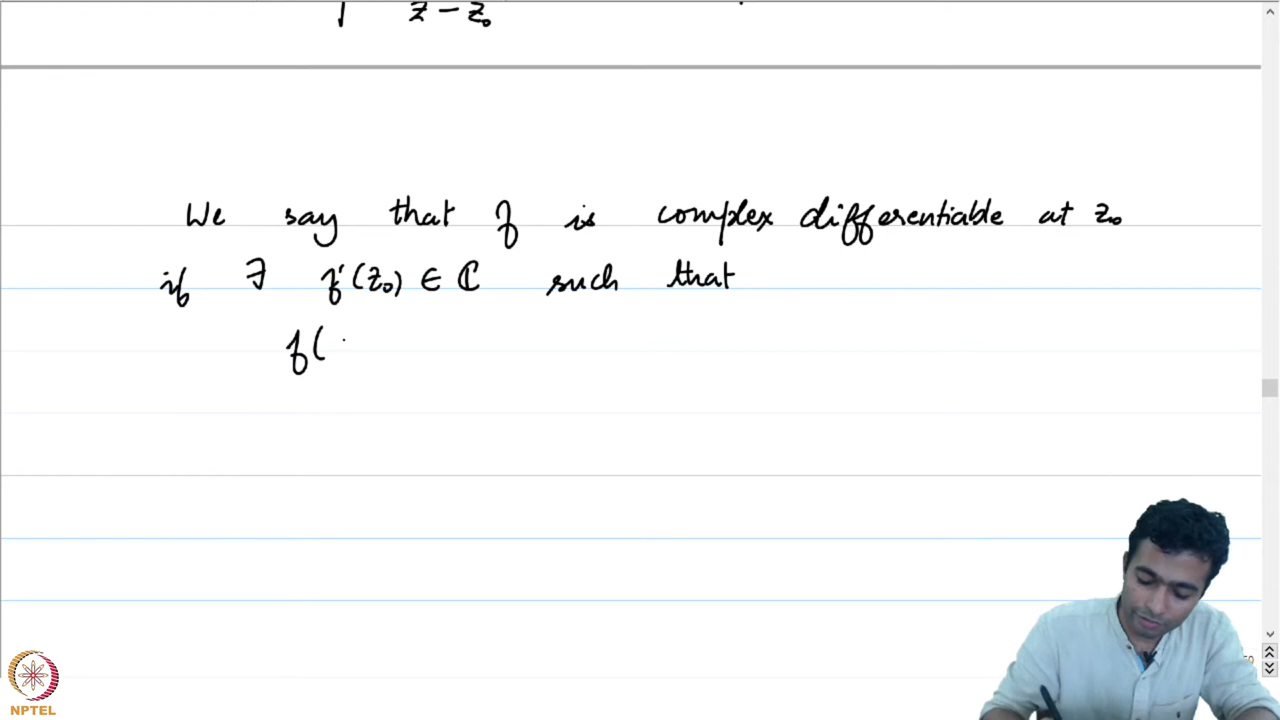 z - z₀
We say that f is complex differentiable at z₀
if ∃ f'(z₀) ∈ ℂ such that
f(
NPTEL